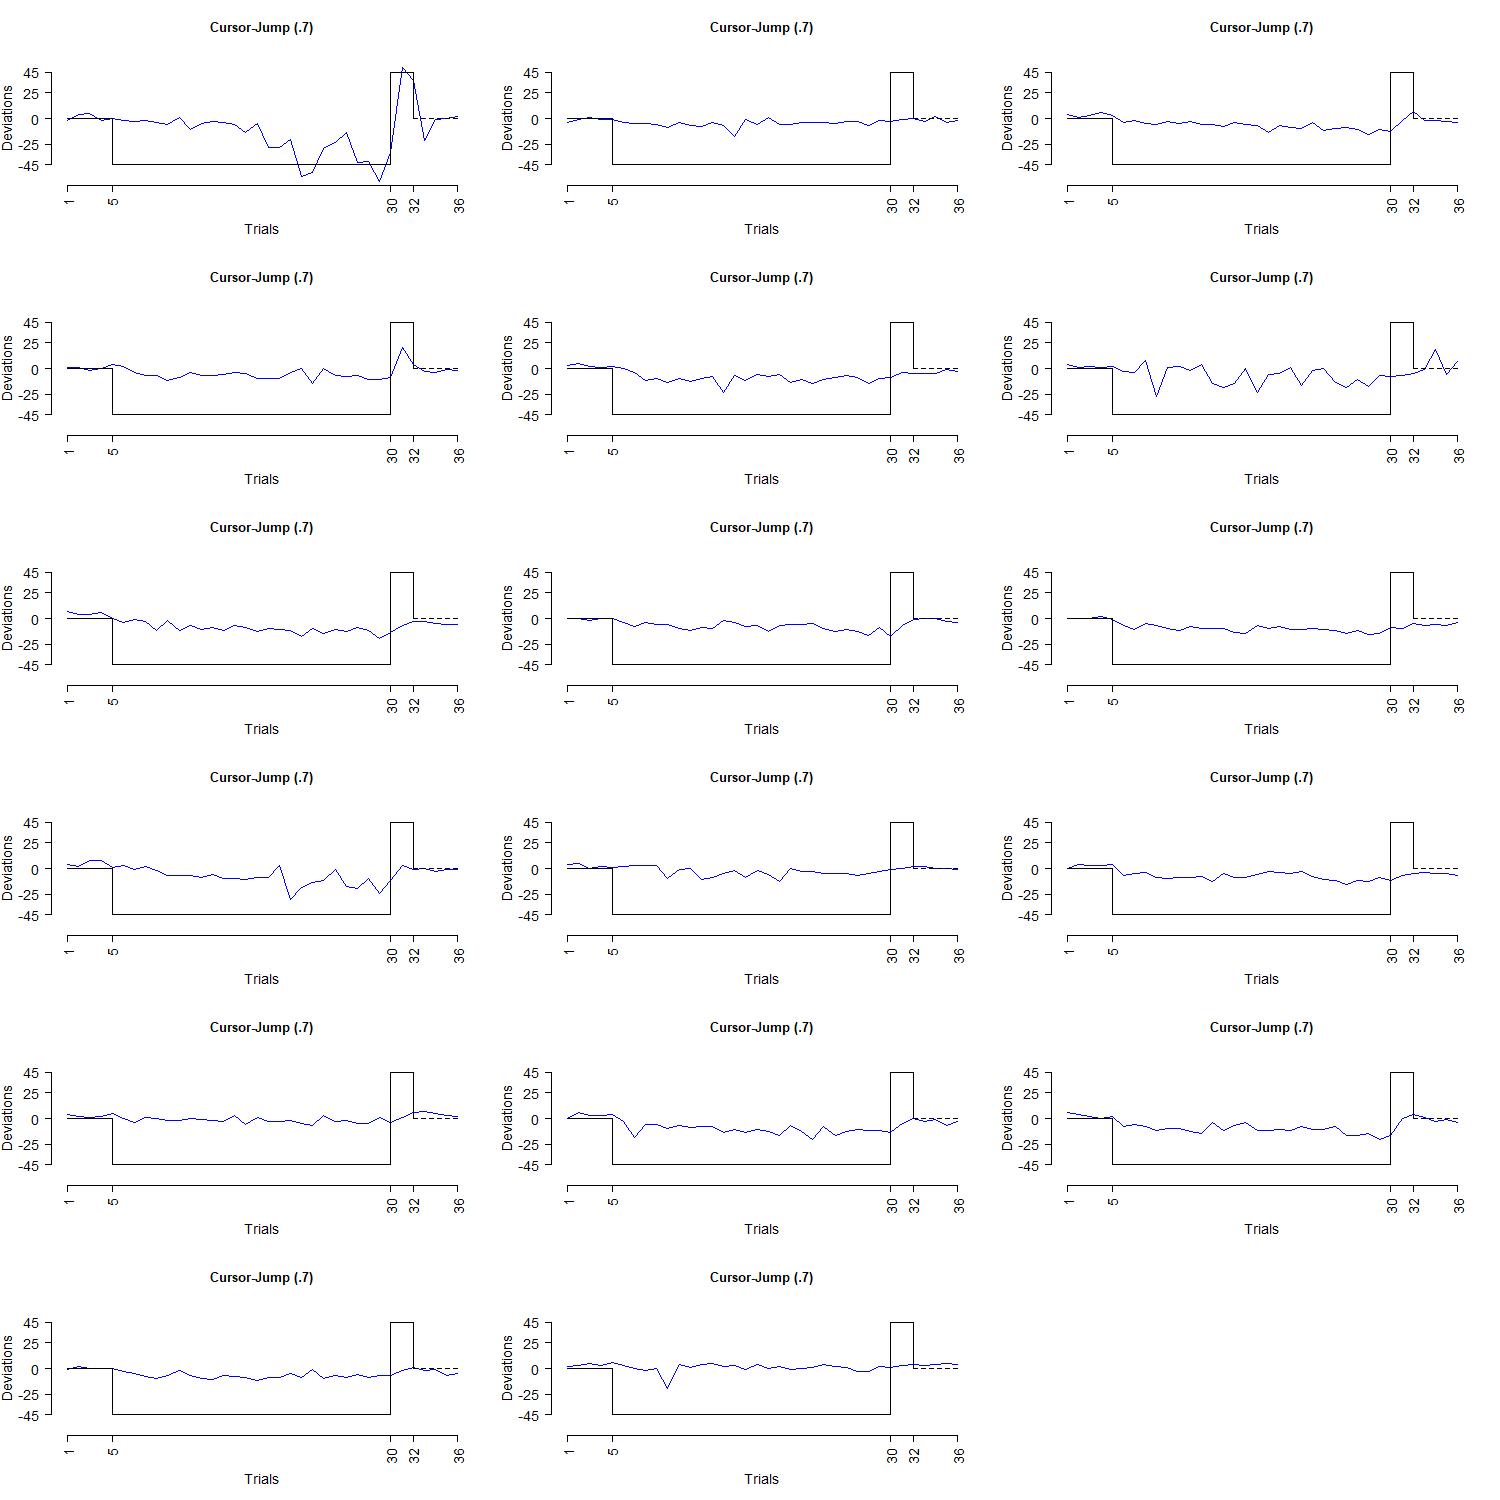 Cursor-Jump (.7) Cursor-Jump (.7) Cursor-Jump (.7)
45 45 45
25 25 25
0 0 0
-25 -25 -25
-45 -45 -45
Deviations Deviations Deviations
1 5 30 32 36 1 5 30 32 36 1 5 30 32 36
Trials Trials Trials
Cursor-Jump (.7) Cursor-Jump (.7) Cursor-Jump (.7)
45 45 45
25 25 25
0 0 0
-25 -25 -25
-45 -45 -45
Deviations Deviations Deviations
1 5 30 32 36 1 5 30 32 36 1 5 30 32 36
Trials Trials Trials
Cursor-Jump (.7) Cursor-Jump (.7) Cursor-Jump (.7)
45 45 45
25 25 25
0 0 0
-25 -25 -25
-45 -45 -45
Deviations Deviations Deviations
1 5 30 32 36 1 5 30 32 36 1 5 30 32 36
Trials Trials Trials
Cursor-Jump (.7) Cursor-Jump (.7) Cursor-Jump (.7)
45 45 45
25 25 25
0 0 0
-25 -25 -25
-45 -45 -45
Deviations Deviations Deviations
1 5 30 32 36 1 5 30 32 36 1 5 30 32 36
Trials Trials Trials
Cursor-Jump (.7) Cursor-Jump (.7) Cursor-Jump (.7)
45 45 45
25 25 25
0 0 0
-25 -25 -25
-45 -45 -45
Deviations Deviations Deviations
1 5 30 32 36 1 5 30 32 36 1 5 30 32 36
Trials Trials Trials
Cursor-Jump (.7) Cursor-Jump (.7)
45 45
25 25
0 0
-25 -25
-45 -45
Deviations Deviations
1 5 30 32 36 1 5 30 32 36
Trials Trials